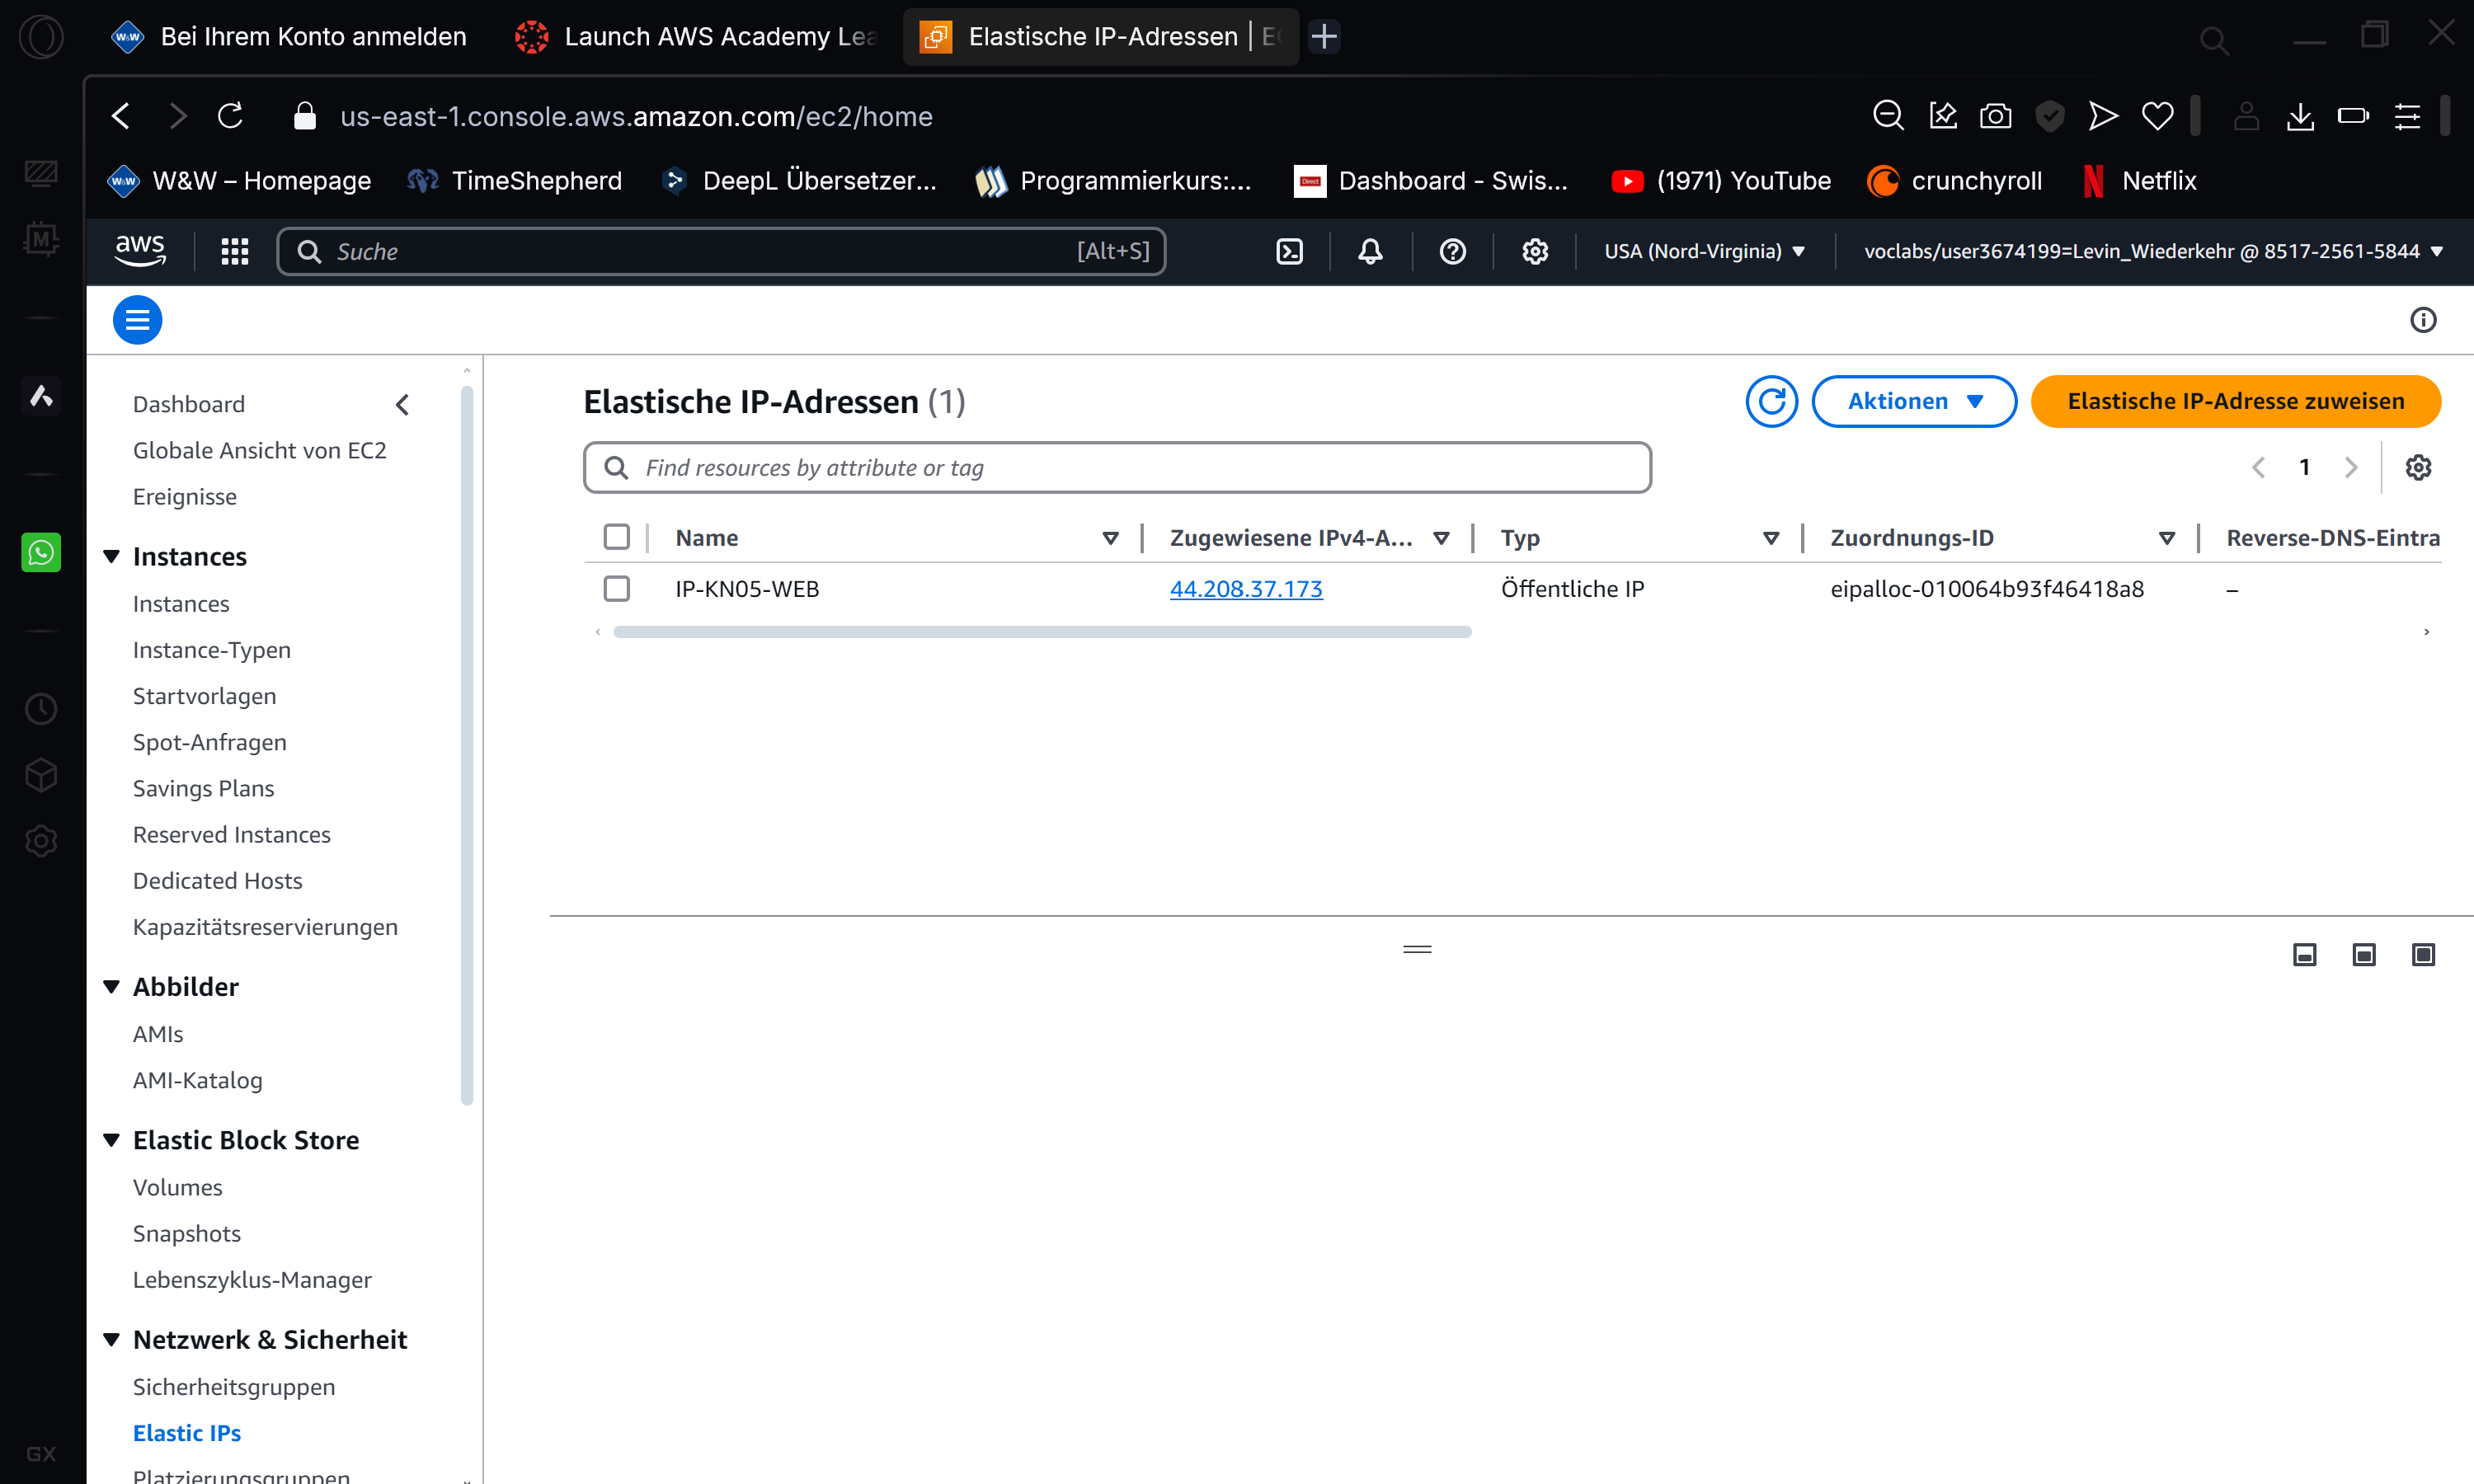 Bei Ihrem Konto anmelden
Launch AWS Academy Lea
Elastische IP-Adressen | EC
us-east-1.console.aws.amazon.com/ec2/home
W&W – Homepage
TimeShepherd
DeepL Übersetzer...
Programmierkurs:...
Dashboard - Swis...
(1971) YouTube
crunchyroll
Netflix
aws
Suche
[Alt+S]
USA (Nord-Virginia)
voclabs/user3674199=Levin_Wiederkehr @ 8517-2561-5844
Dashboard
Globale Ansicht von EC2
Ereignisse
Instances
Instances
Instance-Typen
Startvorlagen
Spot-Anfragen
Savings Plans
Reserved Instances
Dedicated Hosts
Kapazitätsreservierungen
Abbilder
AMIs
AMI-Katalog
Elastic Block Store
Volumes
Snapshots
Lebenszyklus-Manager
Netzwerk & Sicherheit
Sicherheitsgruppen
Elastic IPs
Platzierungsgruppen
GX
Elastische IP-Adressen (1)
Aktionen
Elastische IP-Adresse zuweisen
Find resources by attribute or tag
1
Name
Zugewiesene IPv4-A...
Typ
Zuordnungs-ID
Reverse-DNS-Eintra
IP-KN05-WEB
44.208.37.173
Öffentliche IP
eipalloc-010064b93f46418a8
–